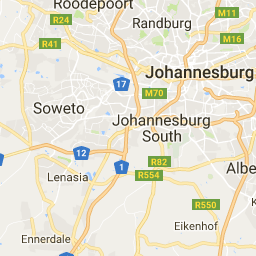 Roodepoort
Randburg
M11
R24
R41
M16
Johannesburg
17
M70
Soweto
Johannesburg
South
12
1
R82
Albe
Lenasia
R554
R550
Ennerdale
Eikenhof